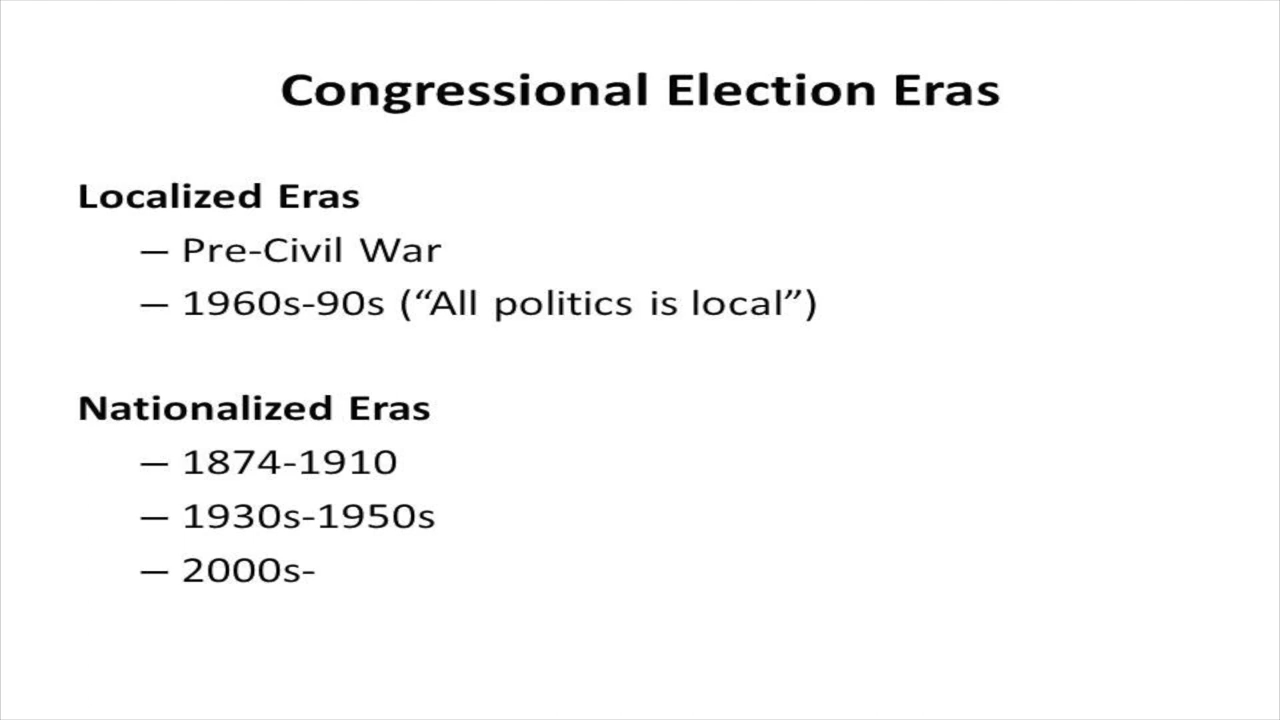 Congressional Election Eras
Localized Eras
– Pre-Civil War
– 1960s-90s (“All politics is local”)
Nationalized Eras
– 1874-1910
– 1930s-1950s
– 2000s-